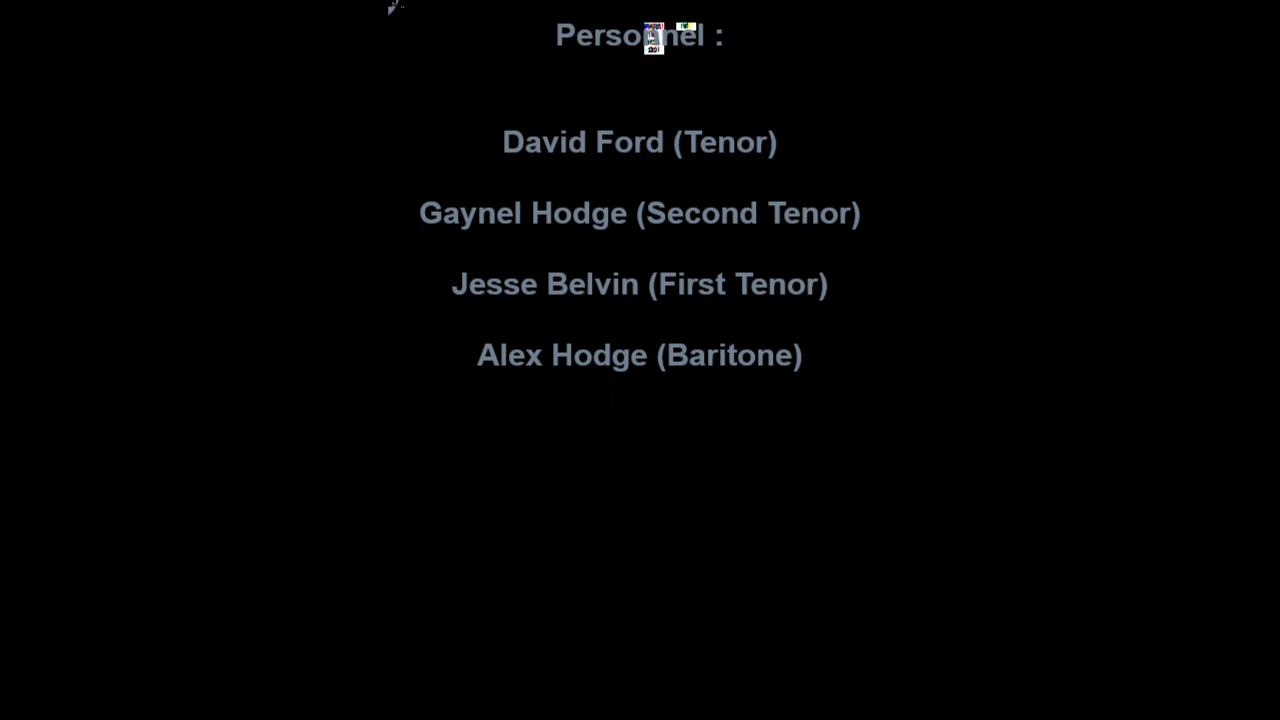 Personnel :
David Ford (Tenor)
Gaynel Hodge (Second Tenor)
Jesse Belvin (First Tenor)
Alex Hodge (Baritone)